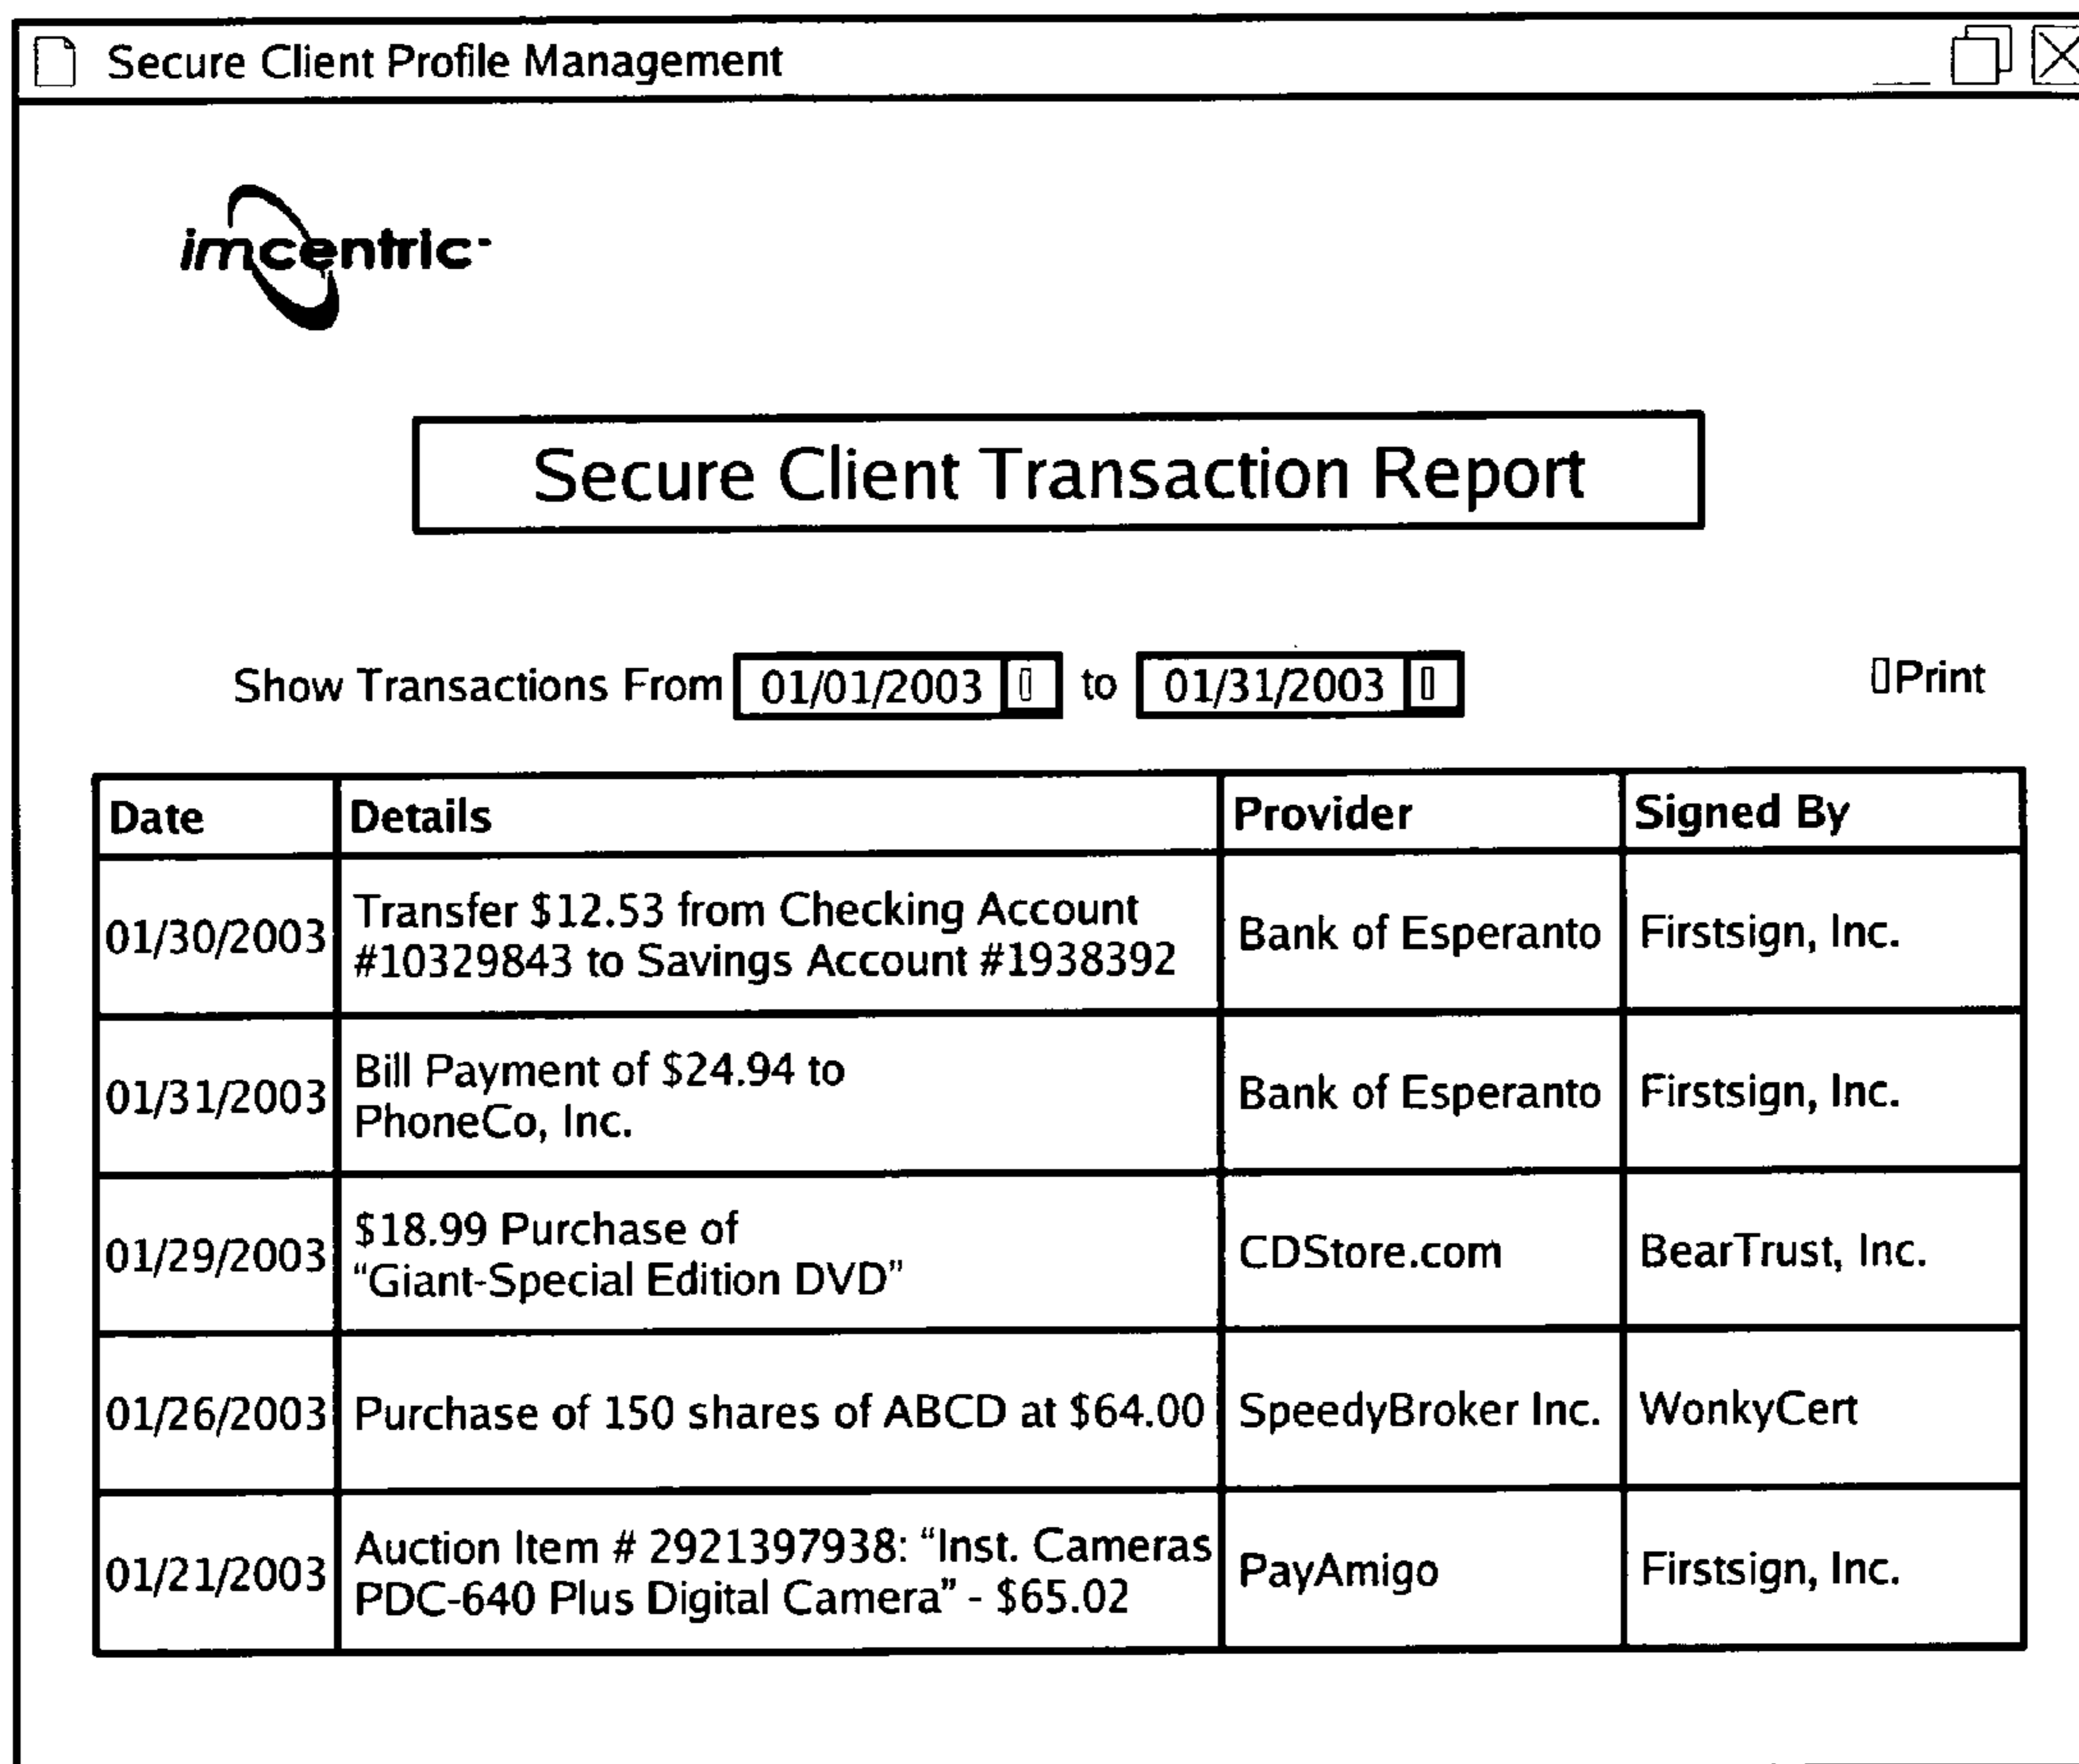 Secure Client Profile Management
imcentric
Secure Client Transaction Report
Show Transactions From 01/01/2003 to 01/31/2003 Print
Date Details Provider Signed By
01/30/2003 Transfer $12.53 from Checking Account
#10329843 to Savings Account #1938392 Bank of Esperanto Firstsign, Inc.
01/31/2003 Bill Payment of $24.94 to
PhoneCo, Inc. Bank of Esperanto Firstsign, Inc.
01/29/2003 $18.99 Purchase of
“Giant-Special Edition DVD” CDStore.com BearTrust, Inc.
01/26/2003 Purchase of 150 shares of ABCD at $64.00 SpeedyBroker Inc. WonkyCert
01/21/2003 Auction Item # 2921397938: “Inst. Cameras
PDC-640 Plus Digital Camera” - $65.02 PayAmigo Firstsign, Inc.